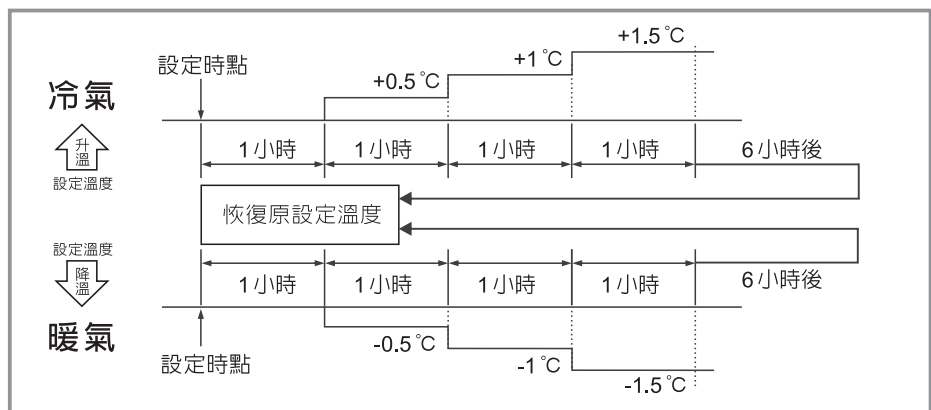 +1.5℃
+1℃
+0.5℃
設定時點
冷氣
升溫
設定溫度
1小時
1小時
1小時
1小時
6小時後
恢復原設定溫度
設定溫度
降溫
暖氣
1小時
1小時
1小時
1小時
6小時後
設定時點
-0.5℃
-1℃
-1.5℃